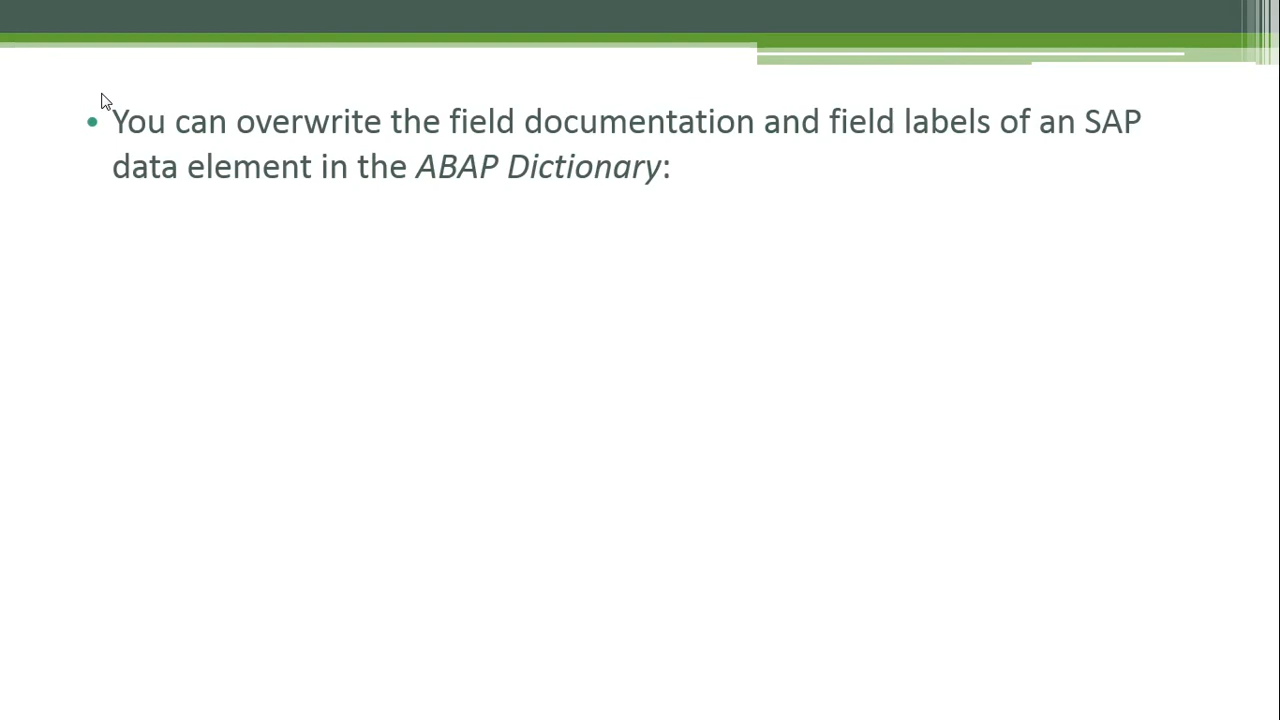 • You can overwrite the field documentation and field labels of an SAP
data element in the ABAP Dictionary: